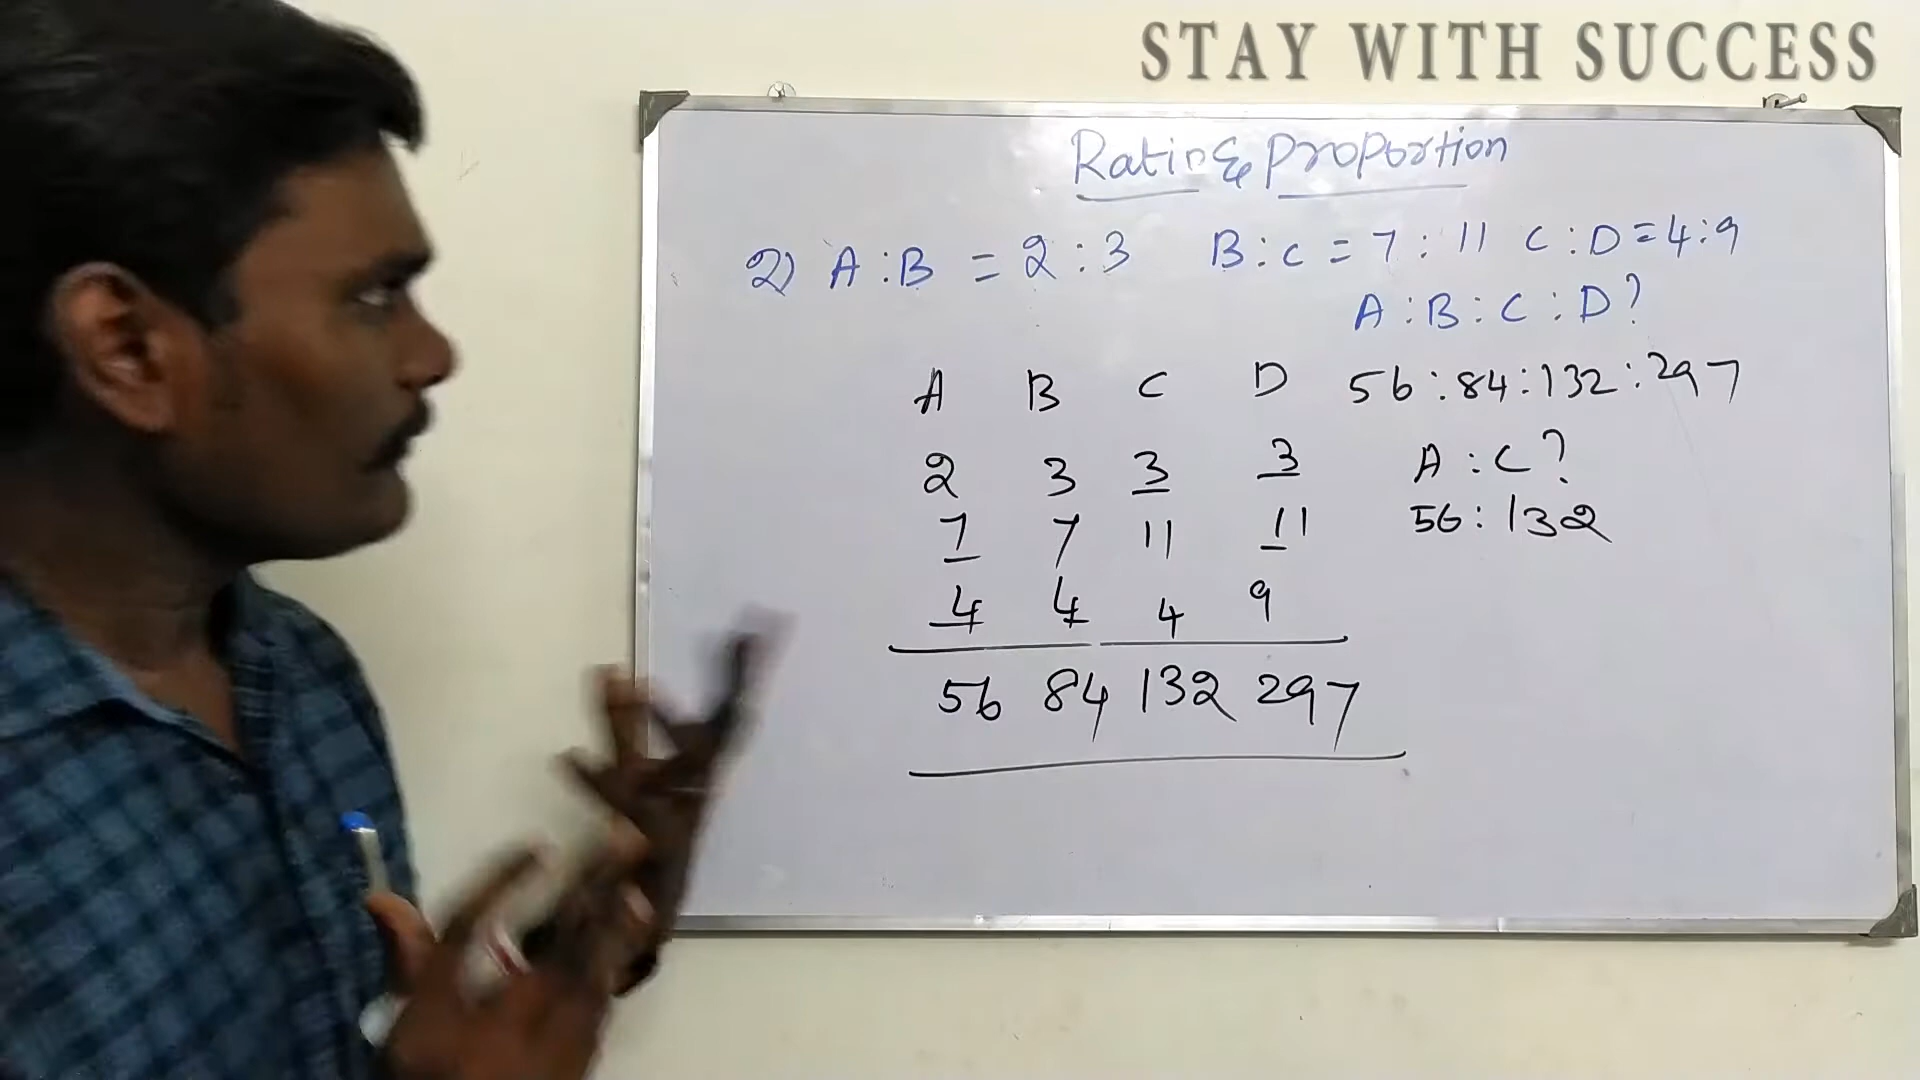 STAY WITH SUCCESS
Ratio & Proportion
2) A : B = 2 : 3 B : C = 7 : 11 C : D = 4 : 9
A : B : C : D ?
A B C D 56 : 84 : 132 : 297
2 3 3 3 A : C ?
7 7 11 11 56 : 132
4 4 4 9
56 84 132 297